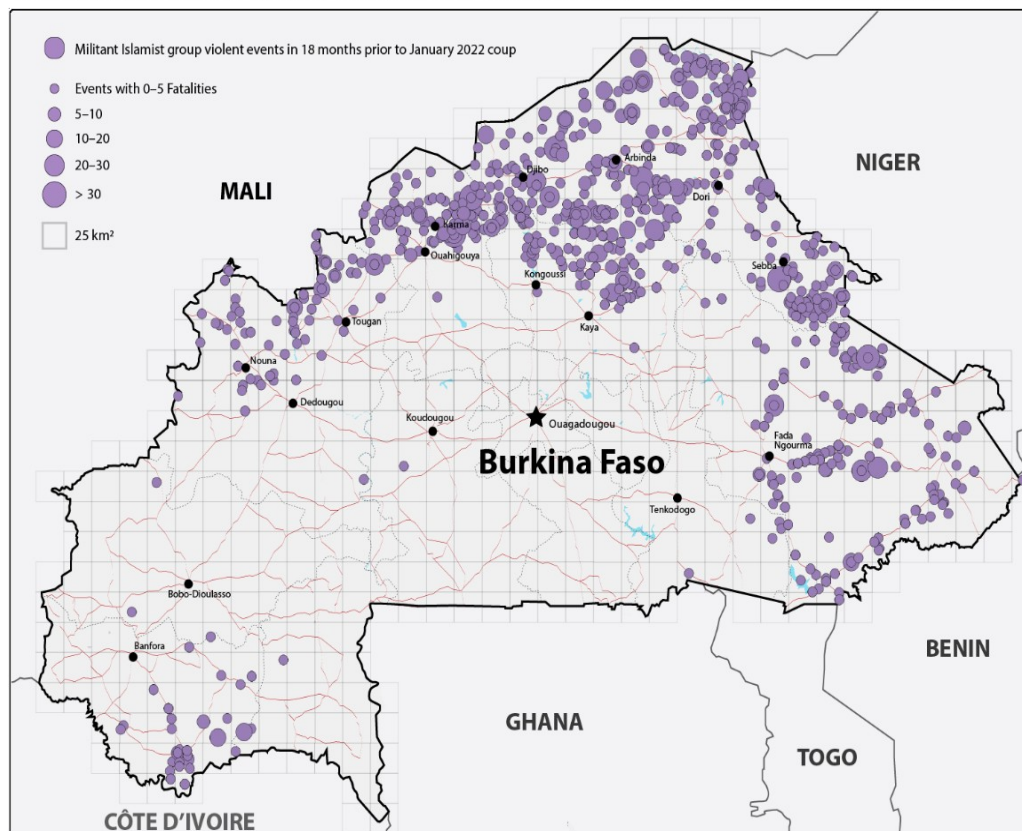 Militant Islamist group violent events in 18 months prior to January 2022 coup
Events with 0–5 Fatalities
5–10
10–20
20–30
> 30
25 km²
MALI
NIGER
Arbinda
Djibo
Dori
Ouahigouya
Sebba
Kongoussi
Kaya
Tougan
Nouna
Dedougou
Koudougou
Ouagadougou
Burkina Faso
Fada
Ngourma
Tenkodogo
Bobo-Dioulasso
Banfora
BENIN
GHANA
TOGO
CÔTE D'IVOIRE